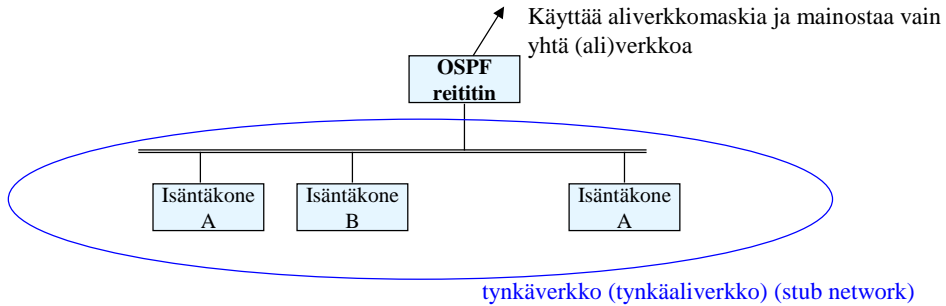 Käyttää aliverkkomaskia ja mainostaa vain
yhtä (ali)verkkoa
OSPF
reititin
Isäntäkone
A
Isäntäkone
B
Isäntäkone
A
tynkäverkko (tynkäaliverkko) (stub network)